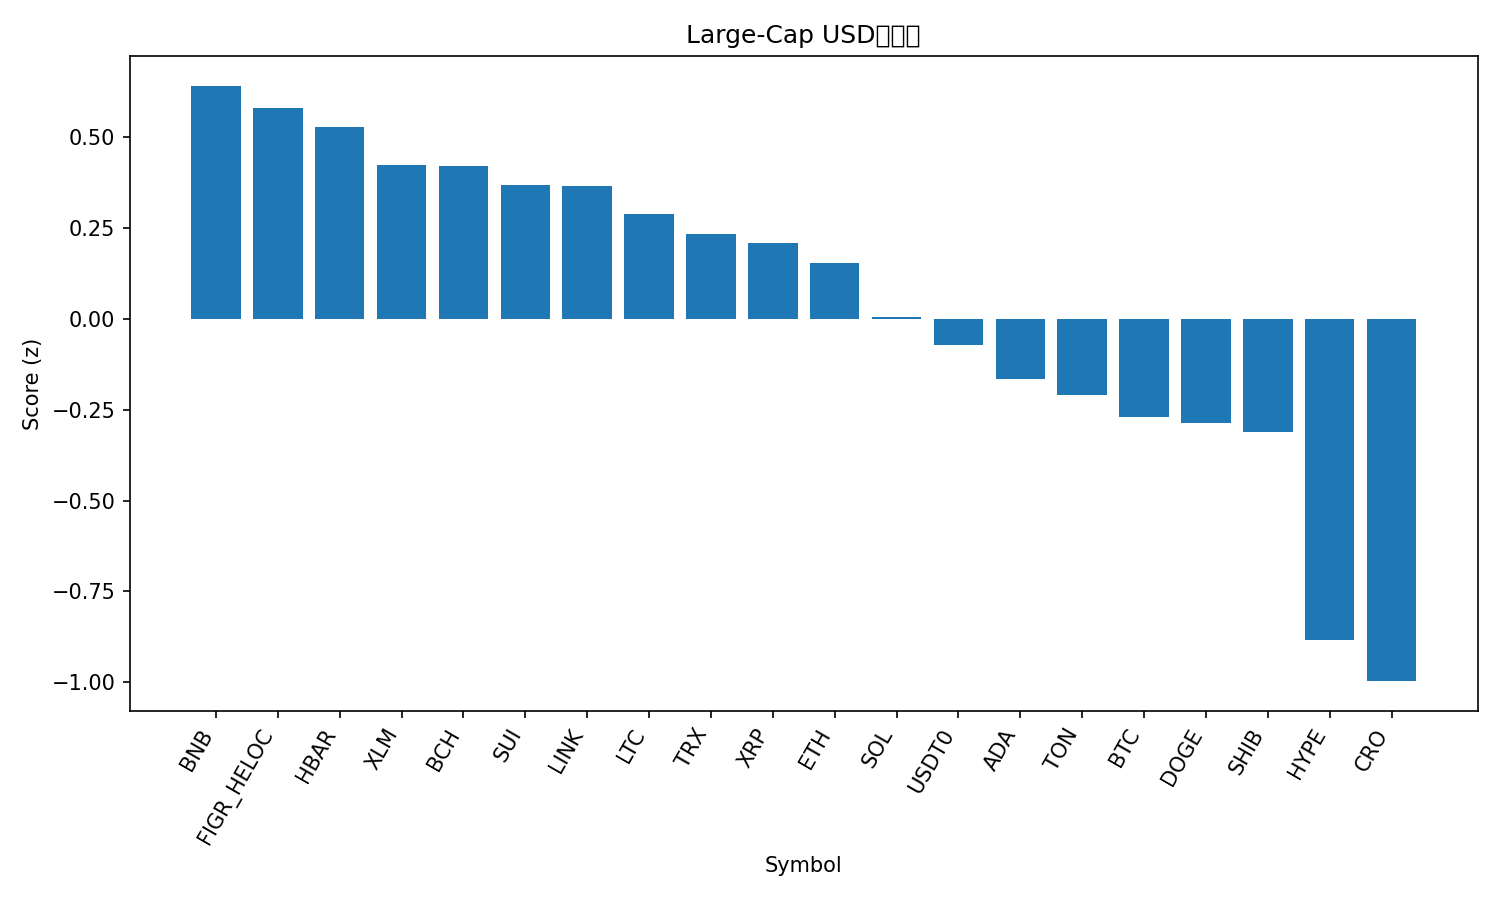 Large-Cap USD
Score (z)
0.50
0.25
0.00
−0.25
−0.50
−0.75
−1.00
BNB
FIGR_HELOC
HBAR
XLM
BCH
SUI
LINK
LTC
TRX
XRP
ETH
SOL
USDT0
ADA
TON
BTC
DOGE
SHIB
HYPE
CRO
Symbol